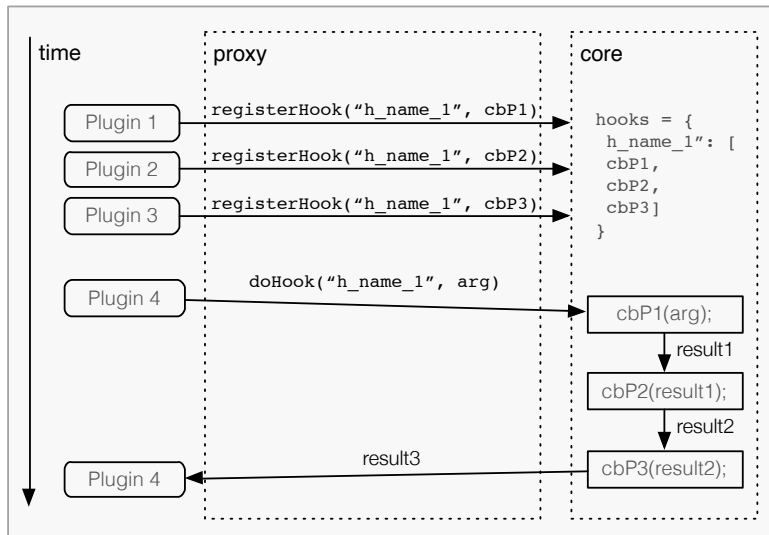 time
proxy
core
Plugin 1
registerHook(“h_name_1”, cbP1)
Plugin 2
registerHook(“h_name_1”, cbP2)
Plugin 3
registerHook(“h_name_1”, cbP3)
hooks = {
h_name_1”: [
cbP1,
cbP2,
cbP3]
}
Plugin 4
doHook(“h_name_1”, arg)
cbP1(arg);
result1
cbP2(result1);
result2
cbP3(result2);
result3
Plugin 4